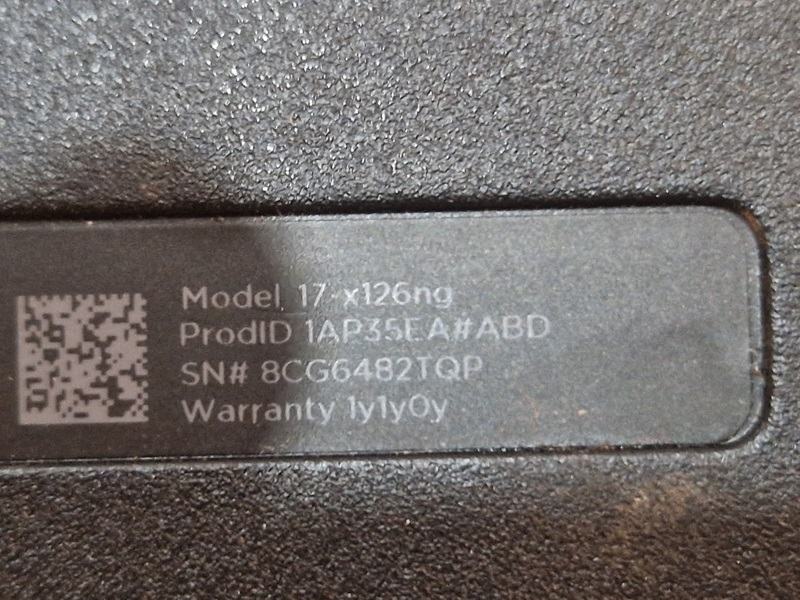 Model 17-x126ng
ProdID 1AP35EA#ABD
SN# 8CG6482TQP
Warranty 1y1y0y